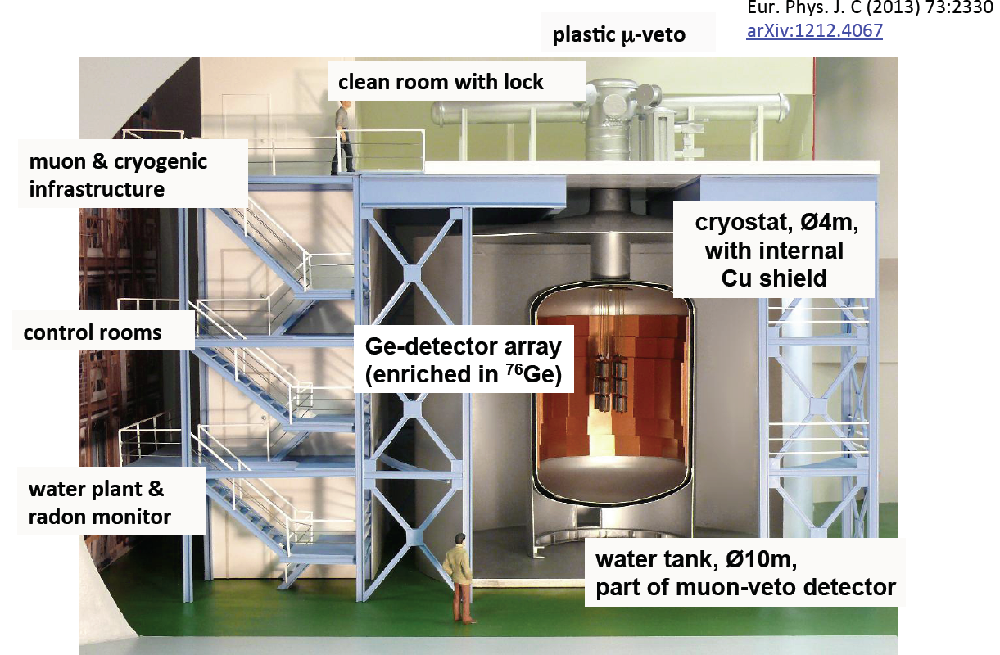 Eur. Phys. J. C (2013) 73:2330
arXiv:1212.4067
plastic μ-veto
clean room with lock
muon & cryogenic
infrastructure
cryostat, Ø4m,
with internal
Cu shield
control rooms
Ge-detector array
(enriched in ⁷⁶Ge)
water plant &
radon monitor
water tank, Ø10m,
part of muon-veto detector